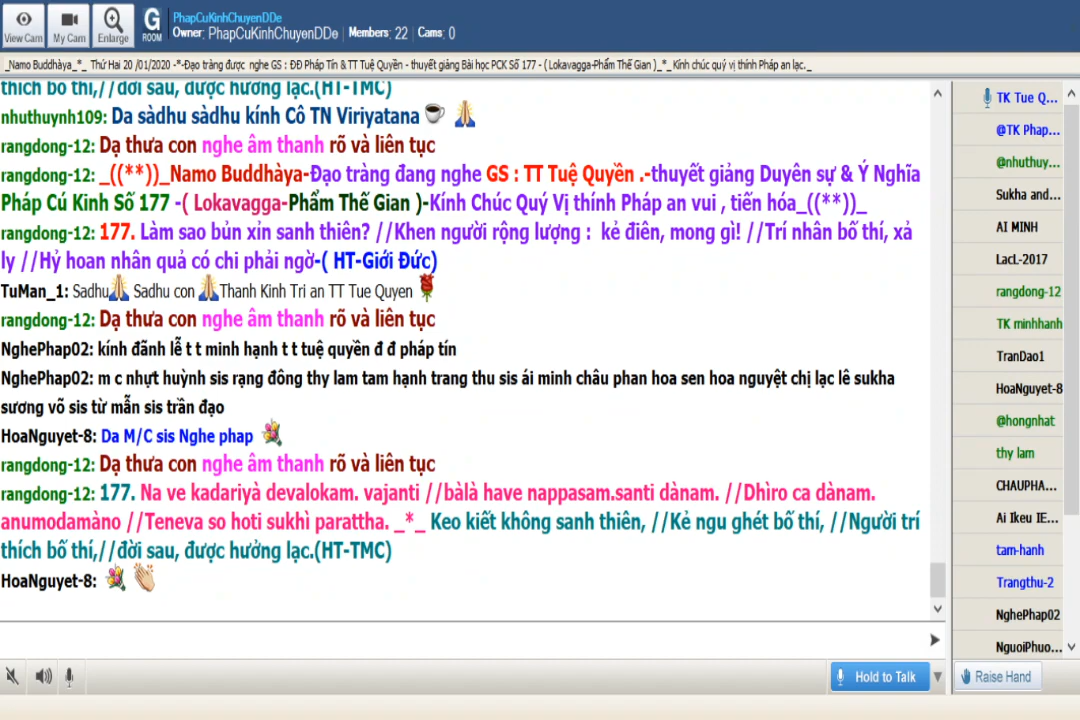 View Cam
My Cam
Enlarge
G
ROOM
PhapCuKinhChuyenDDe
Owner: PhapCuKinhChuyenDDe | Members: 22 | Cams: 0
_Namo Buddhàya_*_ Thứ Hai 20 /01/2020 -*-Đạo tràng được nghe GS : ĐĐ Pháp Tín & TT Tuệ Quyền - thuyết giảng Bài học PCK Số 177 - ( Lokavagga-Phẩm Thế Gian )_*_ Kính chúc quý vị thính Pháp an lạc._
thích bố thí,//đời sau, được hưởng lạc.(HT-TMC)
nhuthuynh109: Da sàdhu sàdhu kính Cô TN Viriyatana
rangdong-12: Dạ thưa con nghe âm thanh rõ và liên tục
rangdong-12: _((**))_Namo Buddhàya-Đạo tràng đang nghe GS : TT Tuệ Quyền .-thuyết giảng Duyên sự & Ý Nghĩa
Pháp Cú Kinh Số 177 -( Lokavagga-Phẩm Thế Gian )-Kính Chúc Quý Vị thính Pháp an vui , tiến hóa_((**))_
rangdong-12: 177. Làm sao bủn xỉn sanh thiên? //Khen người rộng lượng : kẻ điên, mong gì! //Trí nhân bố thí, xả
ly //Hỷ hoan nhân quả có chi phải ngờ-( HT-Giới Đức)
TuMan_1: Sadhu Sadhu con Thanh Kinh Tri an TT Tue Quyen
rangdong-12: Dạ thưa con nghe âm thanh rõ và liên tục
NghePhap02: kính đãnh lễ t t minh hạnh t t tuệ quyền đ đ pháp tín
NghePhap02: m c nhựt huỳnh sis rạng đông thy lam tam hạnh trang thu sis ái minh châu phan hoa sen hoa nguyệt chị lạc lê sukha
sương võ sis từ mẫn sis trần đạo
HoaNguyet-8: Da M/C sis Nghe phap
rangdong-12: Dạ thưa con nghe âm thanh rõ và liên tục
rangdong-12: 177. Na ve kadariyà devalokam. vajanti //bàlà have nappasam.santi dànam. //Dhìro ca dànam.
anumodamàno //Teneva so hoti sukhì parattha. _*_ Keo kiết không sanh thiên, //Kẻ ngu ghét bố thí, //Người trí
thích bố thí,//đời sau, được hưởng lạc.(HT-TMC)
HoaNguyet-8:
TK Tue Q...
@TK Phap...
@nhuthuy...
Sukha and...
AI MINH
LacL-2017
rangdong-12
TK minhhanh
TranDao1
HoaNguyet-8
@hongnhat
thy lam
CHAUPHA...
Ai Ikeu IE...
tam-hanh
Trangthu-2
NghePhap02
NguoiPhuo...
Hold to Talk
Raise Hand